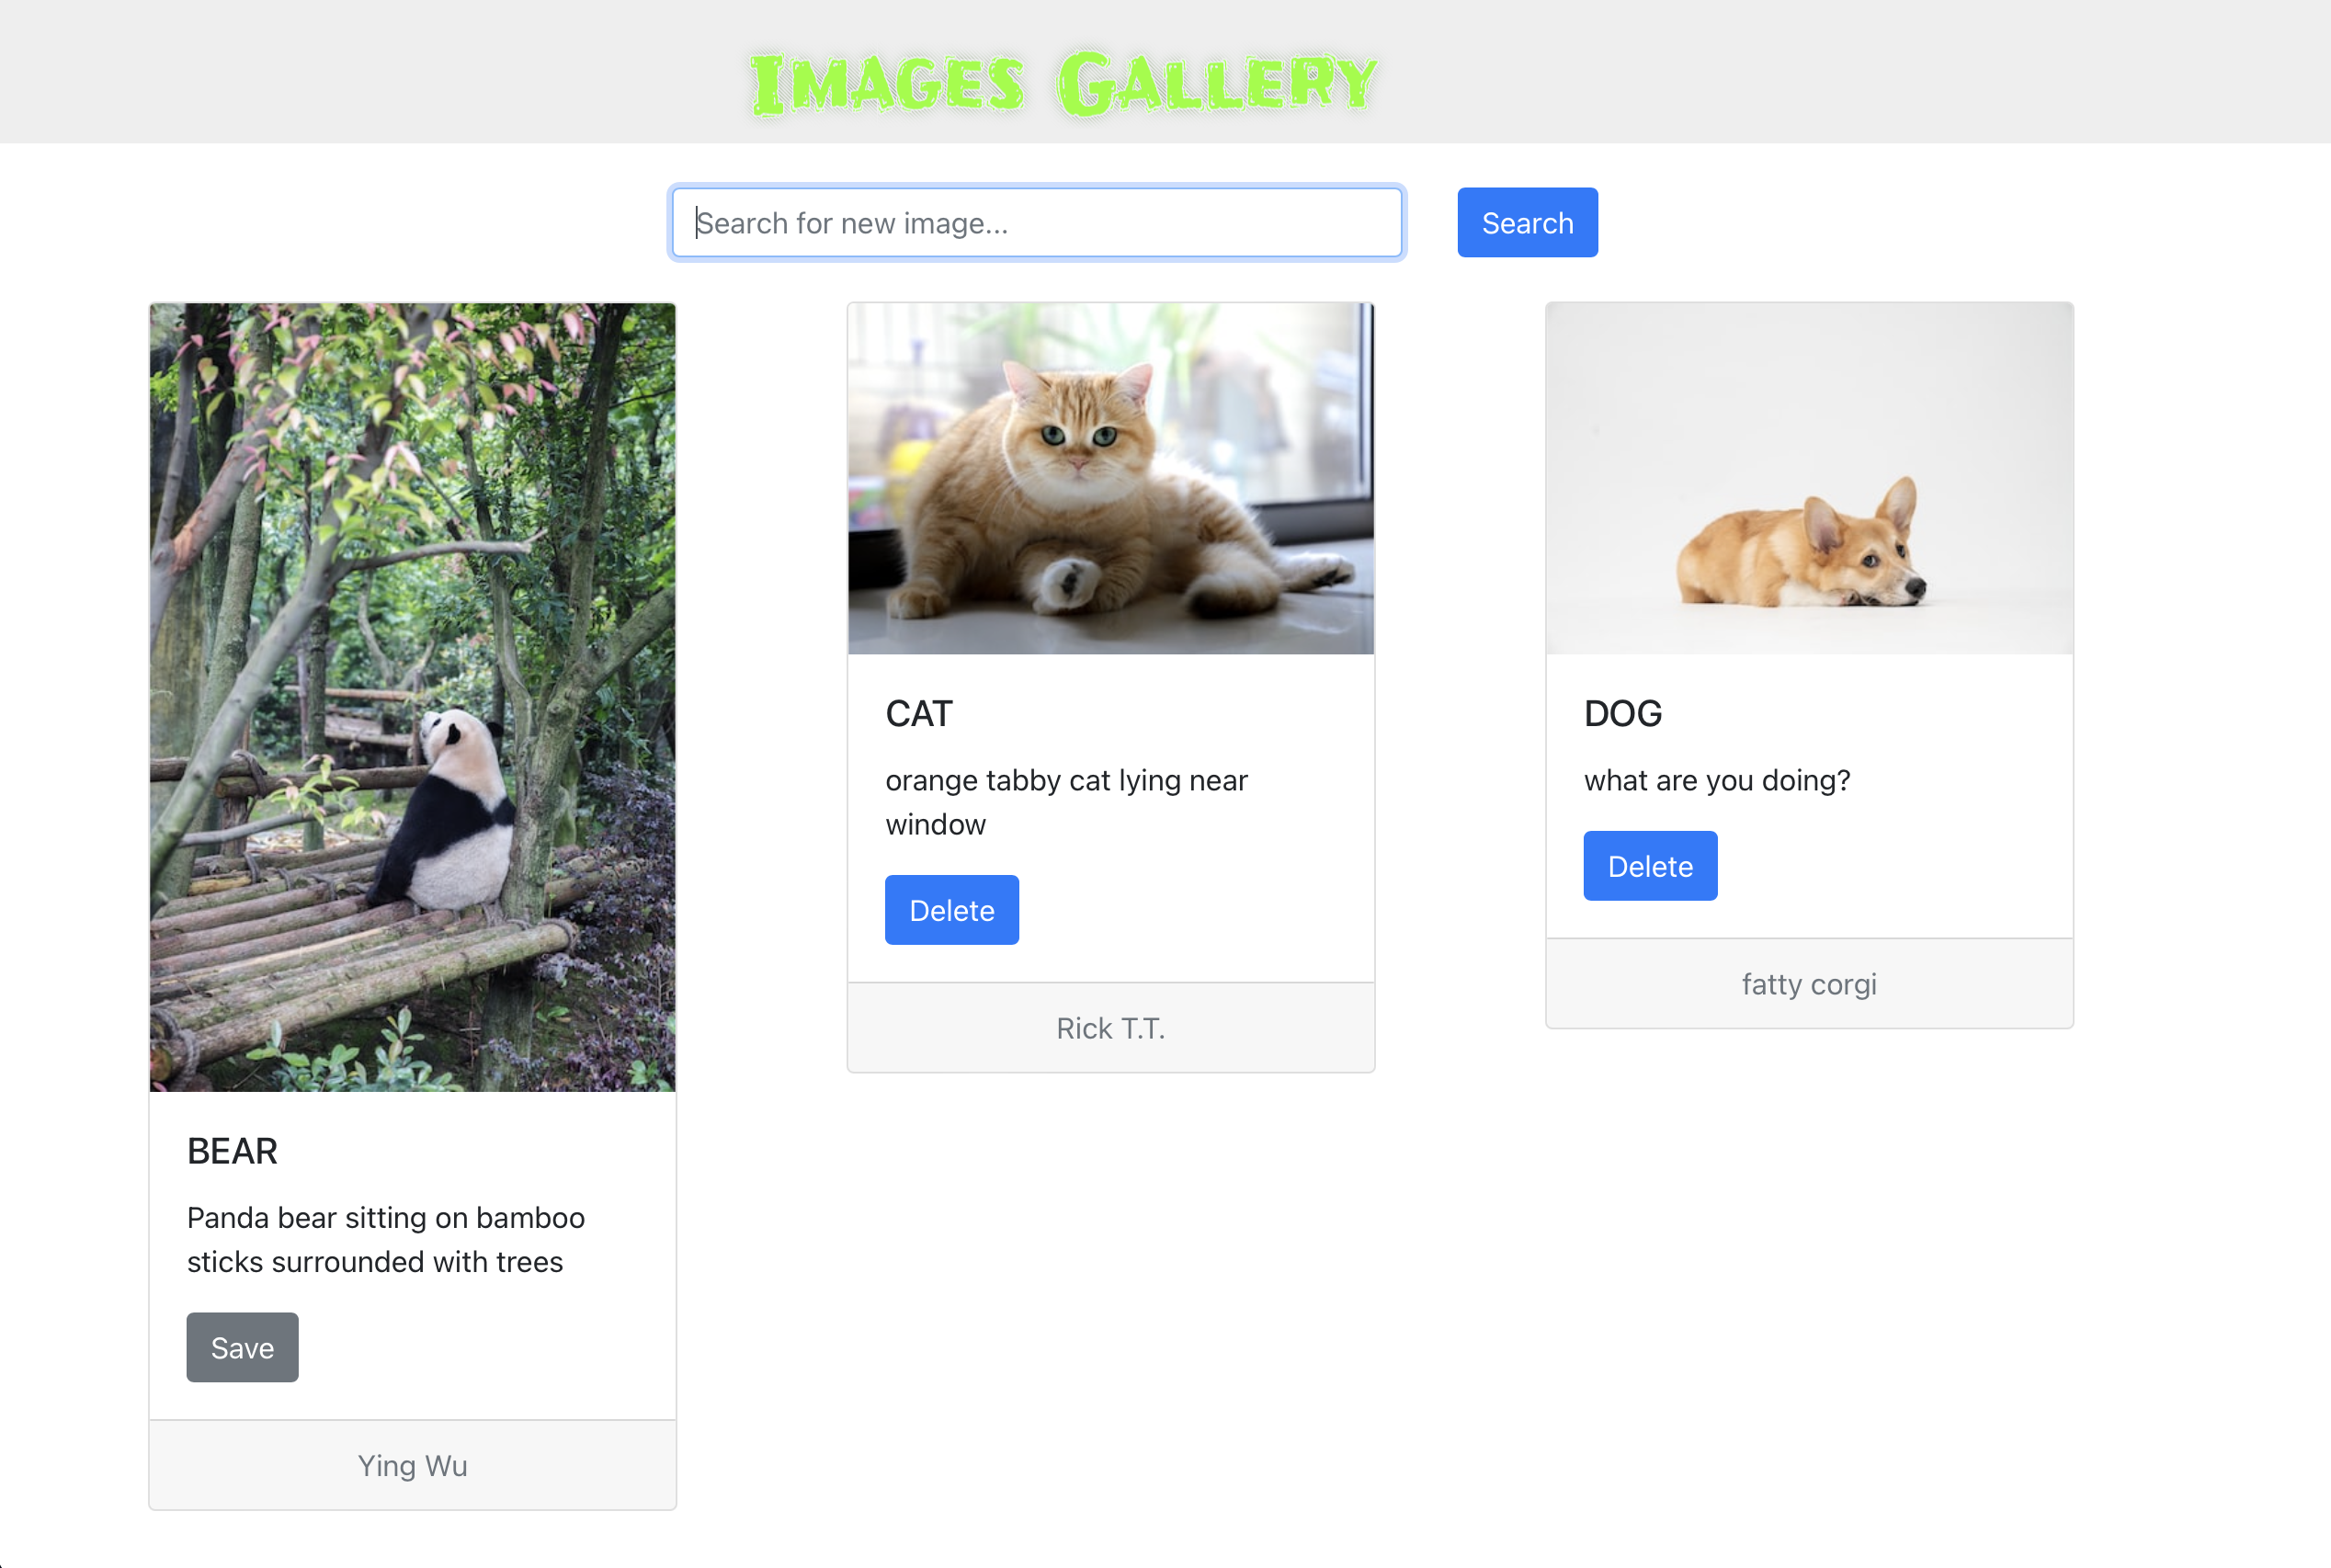 Images Gallery
Search for new image...
Search
BEAR
Panda bear sitting on bamboo
sticks surrounded with trees
Save
Ying Wu
CAT
orange tabby cat lying near
window
Delete
Rick T.T.
DOG
what are you doing?
Delete
fatty corgi